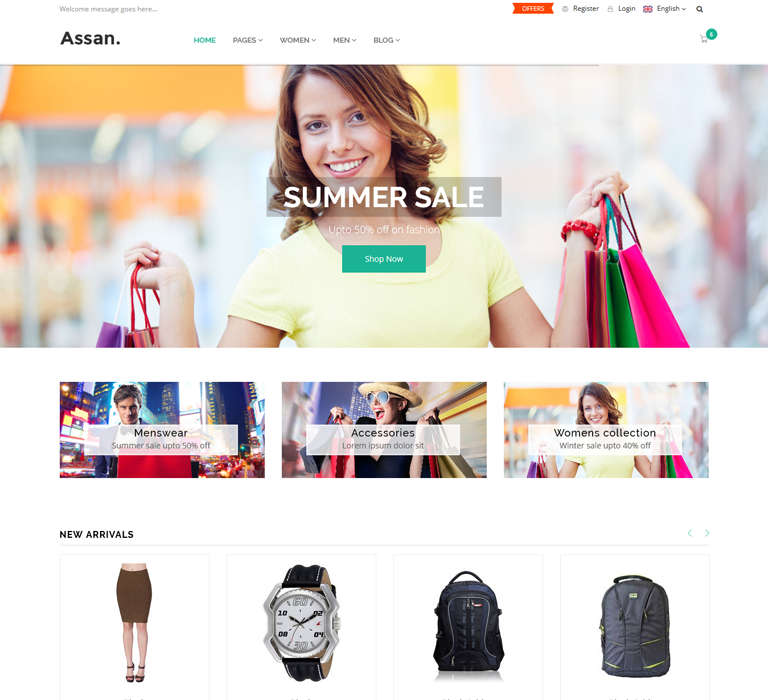 Welcome message goes here...
OFFERS
Register
Login
English
Assan.
HOME
PAGES
WOMEN
MEN
BLOG
6
SUMMER SALE
Upto 50% off on fashion
Shop Now
Menswear
Summer sale upto 50% off
Accessories
Lorem ipsum dolor sit
Womens collection
Winter sale upto 40% off
NEW ARRIVALS